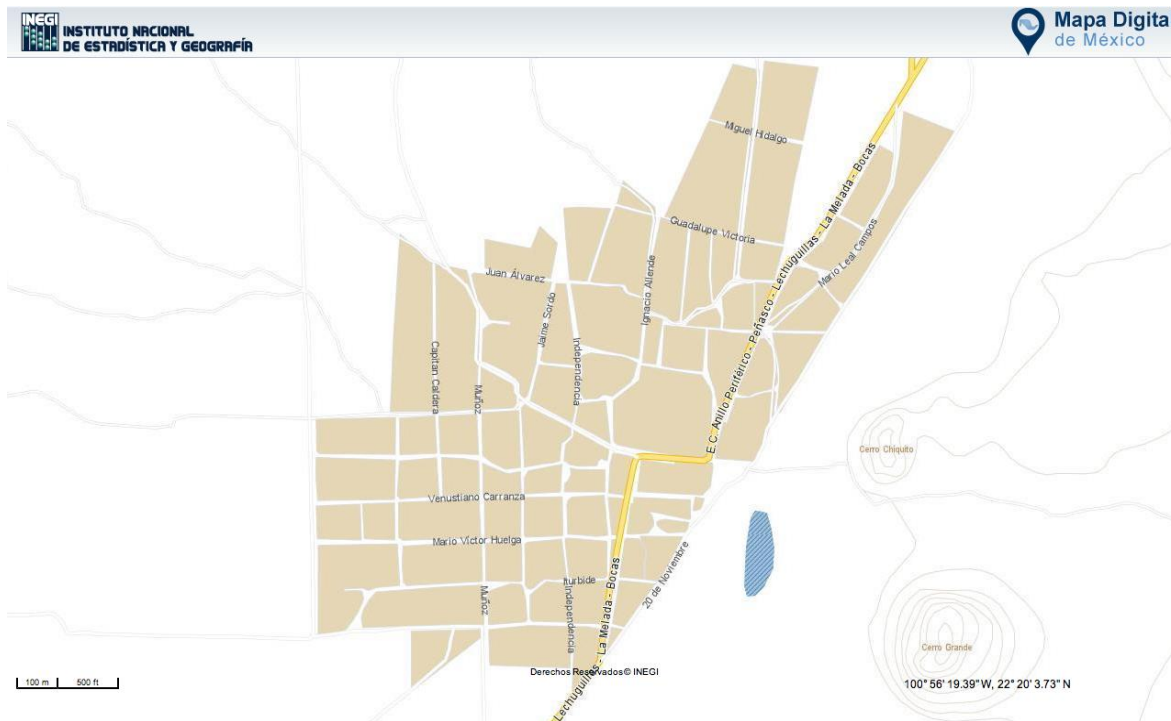 INEGI
INSTITUTO NACIONAL
DE ESTADÍSTICA Y GEOGRAFÍA
Mapa Digita
de México
Miguel Hidalgo
E.C. Anillo Periférico - Peñasco - Lechuguillas - La Melada - Bocas
Guadalupe Victoria
Mario Leal Campos
Juan Álvarez
Ignacio Allende
Jaime Sordo
Independencia
Capitan Caldera
Muñoz
Cerro Chiquito
Venustiano Carranza
Mario Victor Huelga
Iturbide
20 de Noviembre
Muñoz
Independencia
Lechuguillas - La Melada - Bocas
Cerro Grande
Derechos Reservados © INEGI
100 m
500 ft
100° 56' 19.39" W, 22° 20' 3.73" N